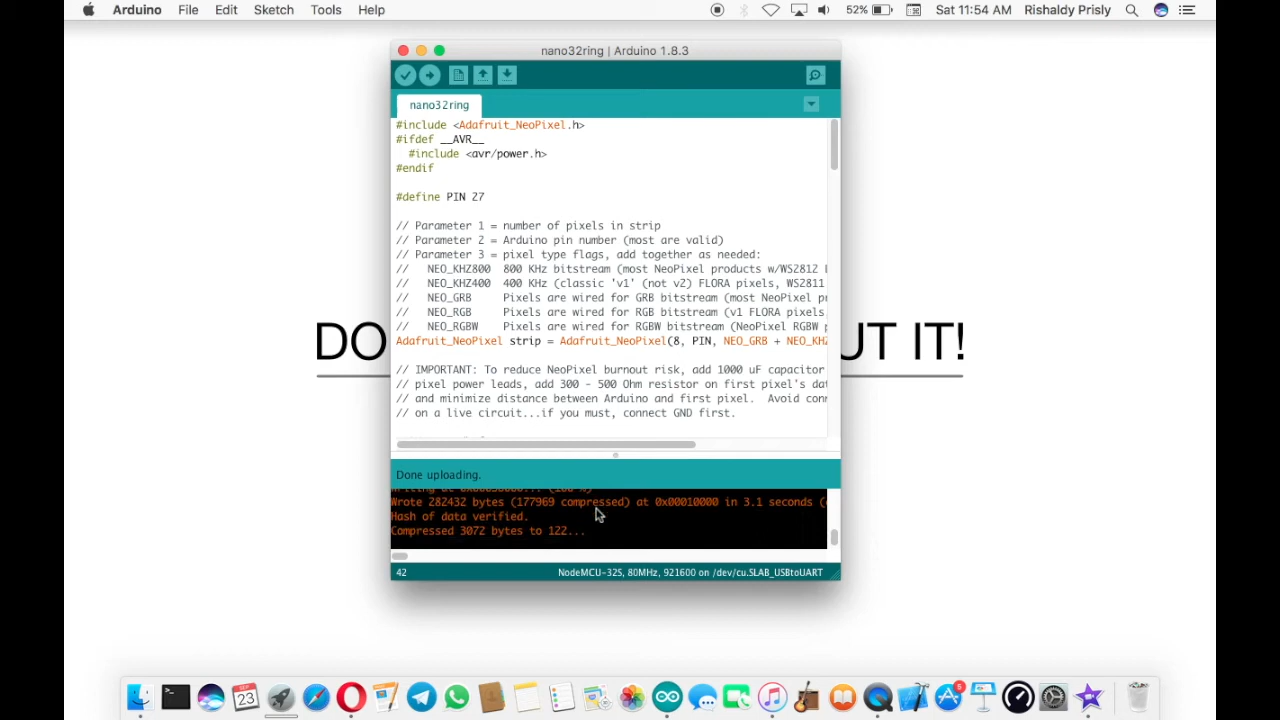 Arduino File Edit Sketch Tools Help 52% Sat 11:54 AM Rishaldy Prisly
nano32ring | Arduino 1.8.3
nano32ring
#include <Adafruit_NeoPixel.h>
#ifdef __AVR__
#include <avr/power.h>
#endif
#define PIN 27
// Parameter 1 = number of pixels in strip
// Parameter 2 = Arduino pin number (most are valid)
// Parameter 3 = pixel type flags, add together as needed:
// NEO_KHZ800 800 KHz bitstream (most NeoPixel products w/WS2812
// NEO_KHZ400 400 KHz (classic 'v1' (not v2) FLORA pixels, WS2811
// NEO_GRB Pixels are wired for GRB bitstream (most NeoPixel
// NEO_RGB Pixels are wired for RGB bitstream (v1 FLORA pixels,
// NEO_RGBW Pixels are wired for RGBW bitstream (NeoPixel RGBW
Adafruit_NeoPixel strip = Adafruit_NeoPixel(8, PIN, NEO_GRB + NEO_KHZ
DO UT IT!
// IMPORTANT: To reduce NeoPixel burnout risk, add 1000 uF capacitor
// pixel power leads, add 300 - 500 Ohm resistor on first pixel's da
// and minimize distance between Arduino and first pixel. Avoid con
// on a live circuit...if you must, connect GND first.
Done uploading.
Wrote 282432 bytes (177969 compressed) at 0x00010000 in 3.1 seconds (
Hash of data verified.
Compressed 3072 bytes to 122...
42 NodeMCU-32S, 80MHz, 921600 on /dev/cu.SLAB_USBtoUART
SEP
23
5